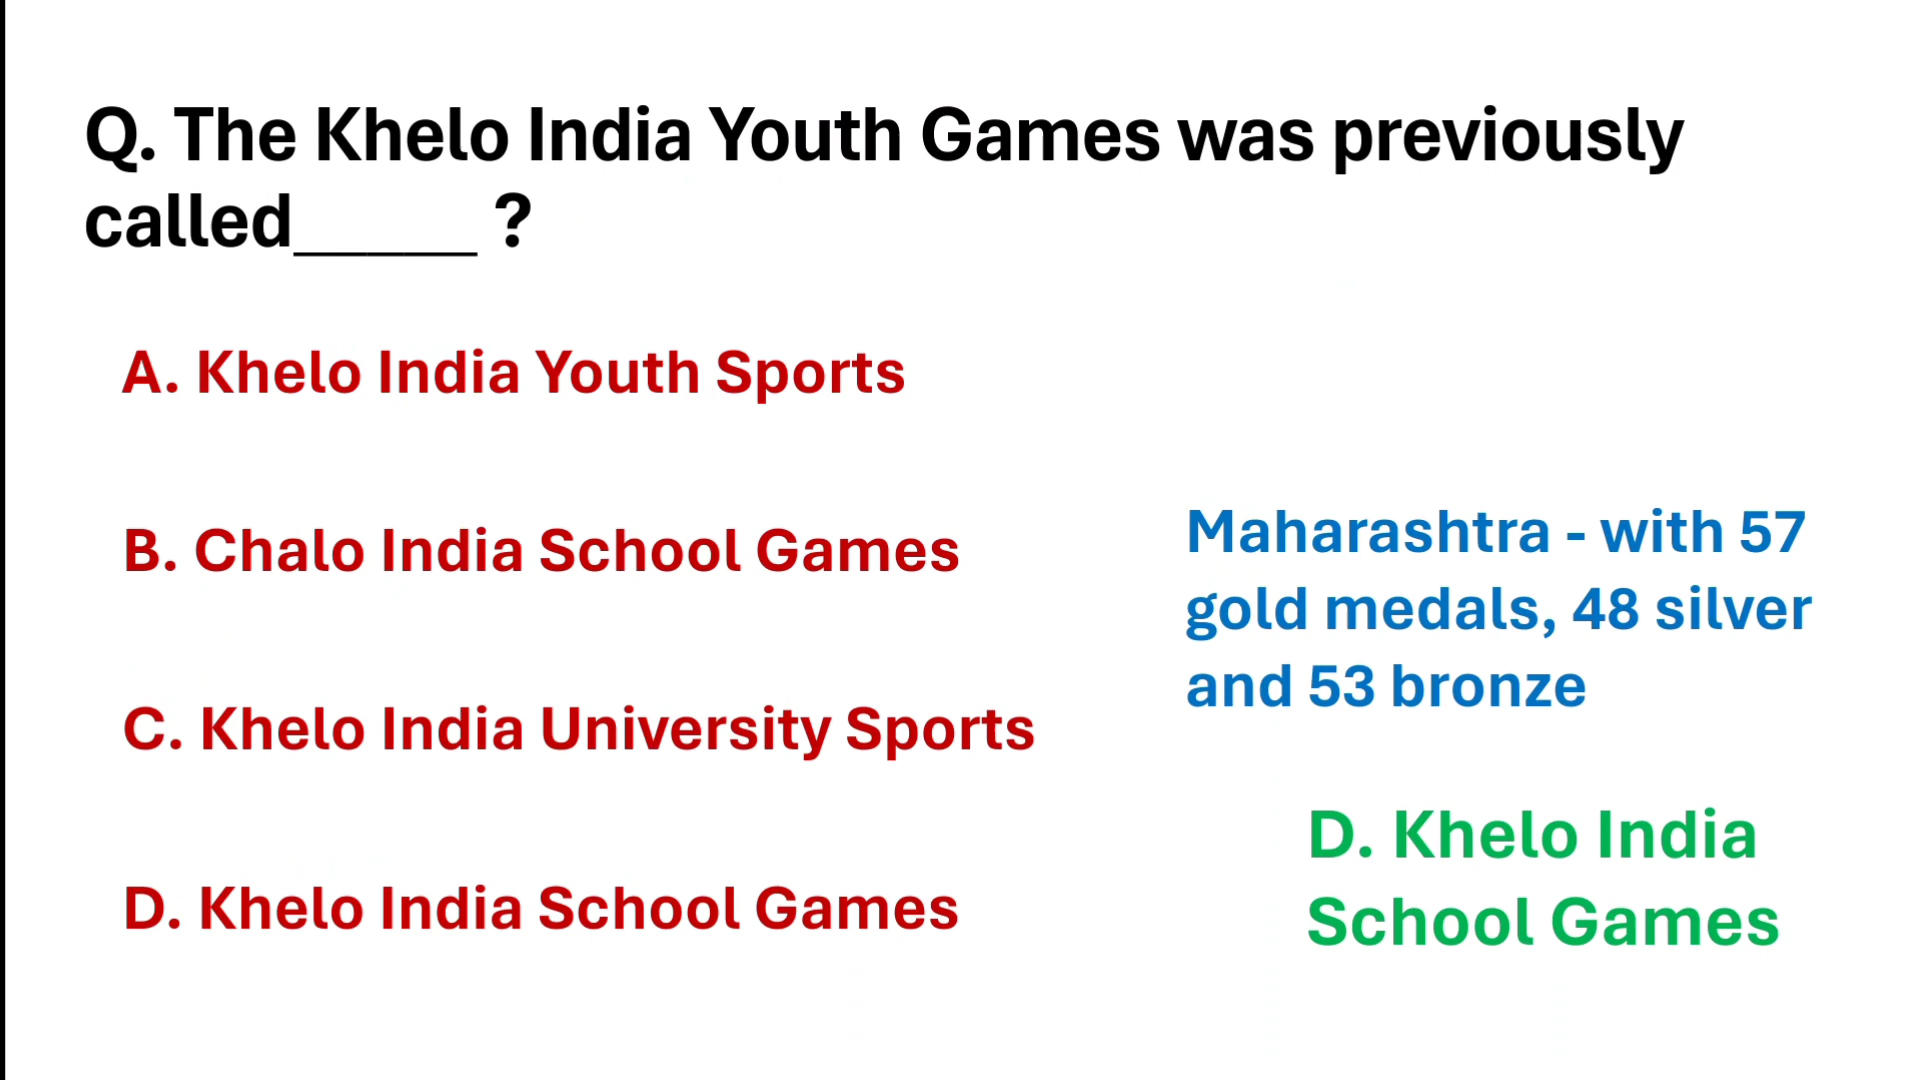 Q. The Khelo India Youth Games was previously
called_____ ?
A. Khelo India Youth Sports
B. Chalo India School Games
C. Khelo India University Sports
D. Khelo India School Games
Maharashtra - with 57
gold medals, 48 silver
and 53 bronze
D. Khelo India
School Games